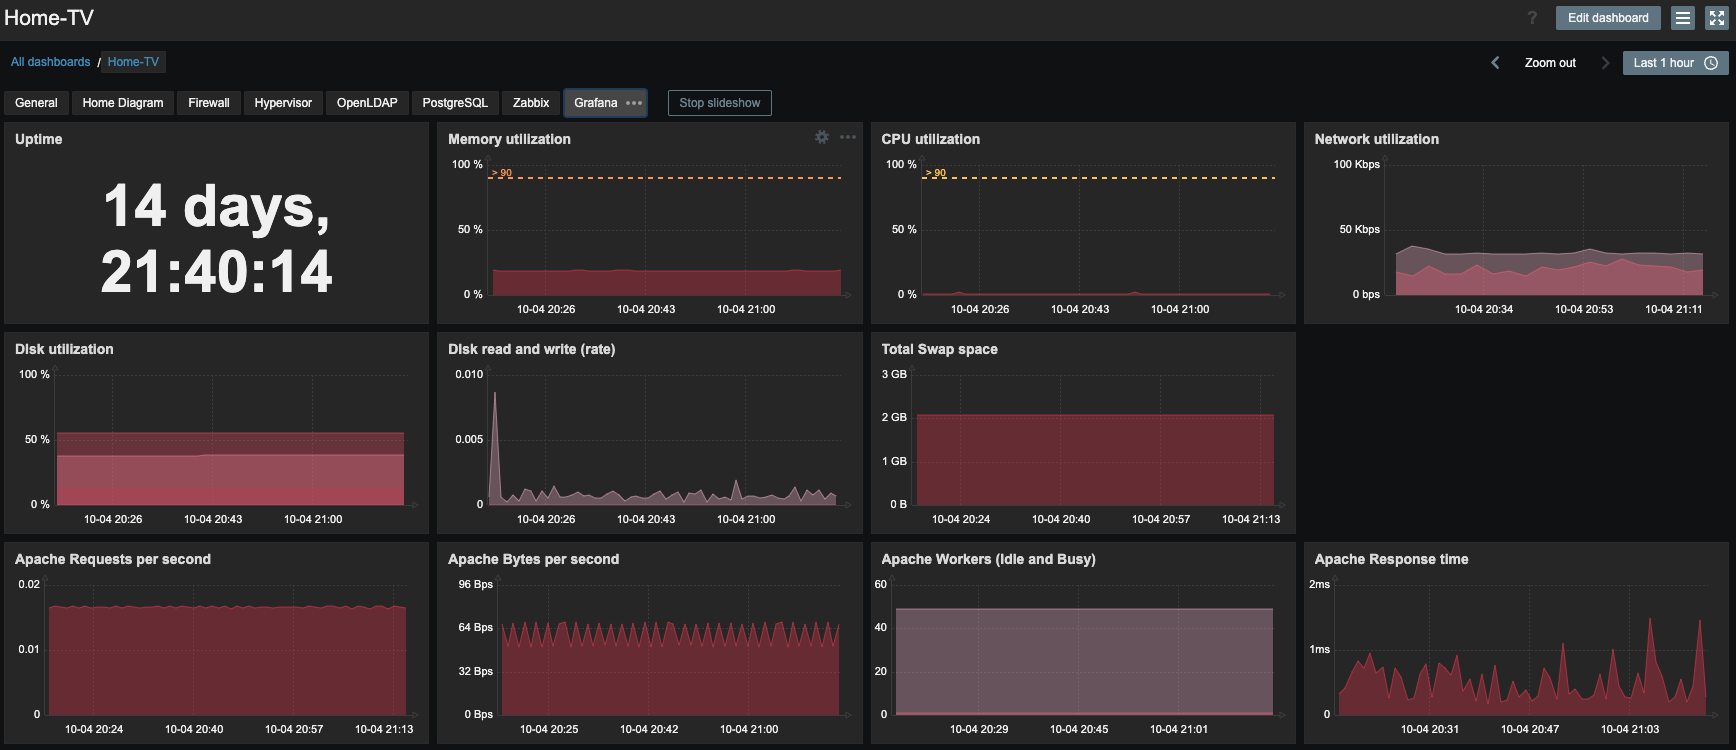 Home-TV
?
Edit dashboard
All dashboards / Home-TV
Zoom out
Last 1 hour
General
Home Diagram
Firewall
Hypervisor
OpenLDAP
PostgreSQL
Zabbix
Grafana
Stop slideshow
Uptime
14 days,
21:40:14
Memory utilization
100 %
> 90
50 %
0 %
10-04 20:26
10-04 20:43
10-04 21:00
CPU utilization
100 %
> 90
50 %
0 %
10-04 20:26
10-04 20:43
10-04 21:00
Network utilization
100 Kbps
50 Kbps
0 bps
10-04 20:34
10-04 20:53
10-04 21:11
DIsk utilization
100 %
50 %
0 %
10-04 20:26
10-04 20:43
10-04 21:00
DIsk read and write (rate)
0.010
0.005
0
10-04 20:26
10-04 20:43
10-04 21:00
Total Swap space
3 GB
2 GB
1 GB
0 B
10-04 20:24
10-04 20:40
10-04 20:57
10-04 21:13
Apache Requests per second
0.02
0.01
0
10-04 20:24
10-04 20:40
10-04 20:57
10-04 21:13
Apache Bytes per second
96 Bps
64 Bps
32 Bps
0 Bps
10-04 20:25
10-04 20:42
10-04 21:00
Apache Workers (Idle and Busy)
60
40
20
0
10-04 20:29
10-04 20:45
10-04 21:01
Apache Response time
2ms
1ms
0
10-04 20:31
10-04 20:47
10-04 21:03